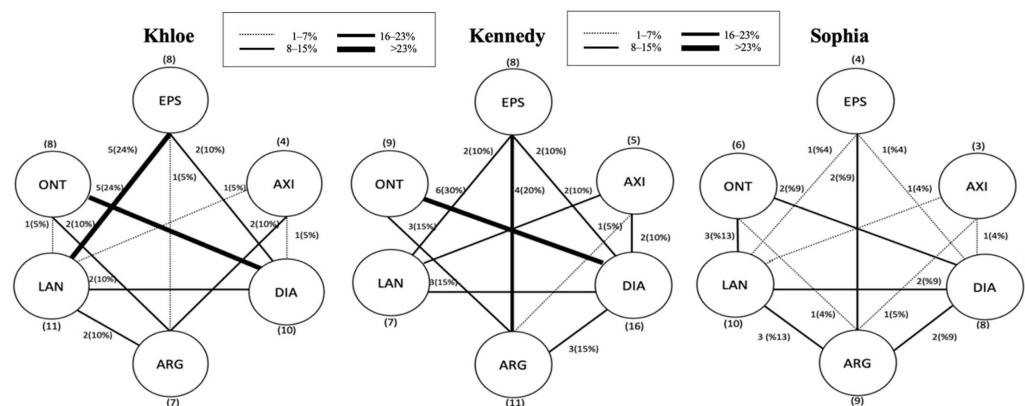 Khloe
1–7%
8–15%
16–23%
>23%
Kennedy
1–7%
8–15%
16–23%
>23%
Sophia
(8)
EPS
(8)
ONT
(4)
AXI
5(24%)
2(10%)
1(5%)
5(24%)
1(5%)
1(5%)
2(10%)
2(10%)
1(5%)
LAN
(11)
2(10%)
DIA
(10)
2(10%)
ARG
(7)
(8)
EPS
(9)
ONT
(5)
AXI
2(10%)
2(10%)
6(30%)
4(20%)
2(10%)
3(15%)
1(5%)
2(10%)
LAN
(7)
3(15%)
DIA
(16)
3(15%)
ARG
(11)
(4)
EPS
(6)
ONT
(3)
AXI
1(%4)
1(%4)
2(%9)
2(%9)
1(4%)
3(%13)
1(4%)
LAN
(10)
2(%9)
DIA
(8)
1(4%)
1(5%)
3 (%13)
2(%9)
ARG
(9)